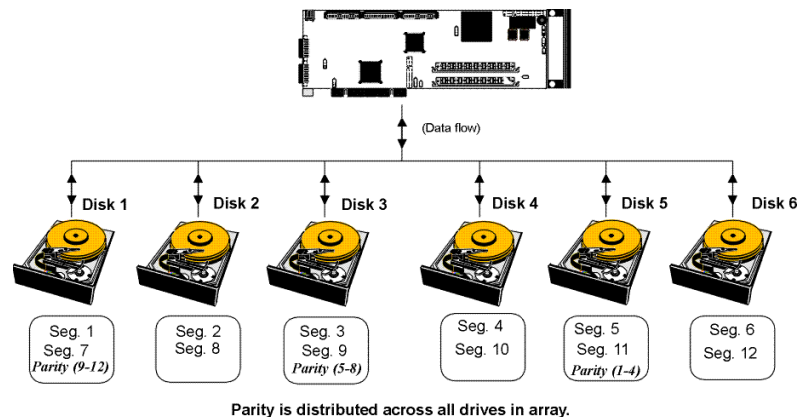 (Data flow)
Disk 1
Disk 2
Disk 3
Disk 4
Disk 5
Disk 6
Seg. 1
Seg. 7
Parity (9-12)
Seg. 2
Seg. 8
Seg. 3
Seg. 9
Parity (5-8)
Seg. 4
Seg. 10
Seg. 5
Seg. 11
Parity (1-4)
Seg. 6
Seg. 12
Parity is distributed across all drives in array.